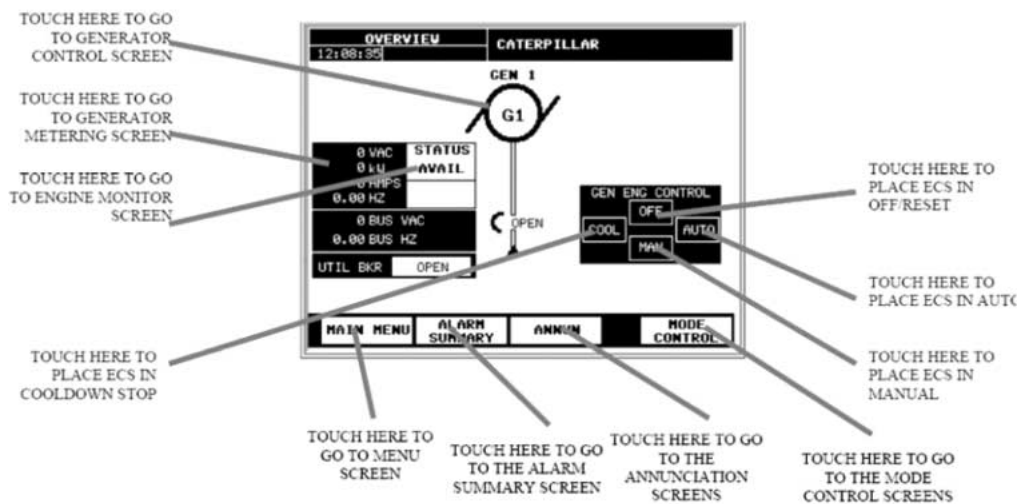 TOUCH HERE TO GO
TO GENERATOR
CONTROL SCREEN
TOUCH HERE TO GO
TO GENERATOR
METERING SCREEN
TOUCH HERE TO GO
TO ENGINE MONITOR
SCREEN
TOUCH HERE TO
PLACE ECS IN
COOLDOWN STOP
OVERVIEW
12:08:35
CATERPILLAR
GEN 1
G1
0 VAC
0 kW
0 AMPS
0.00 HZ
STATUS
AVAIL
0 BUS VAC
0.00 BUS HZ
UTIL BKR
OPEN
OPEN
GEN ENG CONTROL
OFF
COOL
AUTO
MAN
MAIN MENU
ALARM
SUMMARY
ANNUN
MODE
CONTROL
TOUCH HERE TO
PLACE ECS IN
OFF/RESET
TOUCH HERE TO
PLACE ECS IN AUTO
TOUCH HERE TO
PLACE ECS IN
MANUAL
TOUCH HERE TO
GO TO MENU
SCREEN
TOUCH HERE TO GO
TO THE ALARM
SUMMARY SCREEN
TOUCH HERE TO GO
TO THE
ANNUNCIATION
SCREENS
TOUCH HERE TO GO
TO THE MODE
CONTROL SCREENS